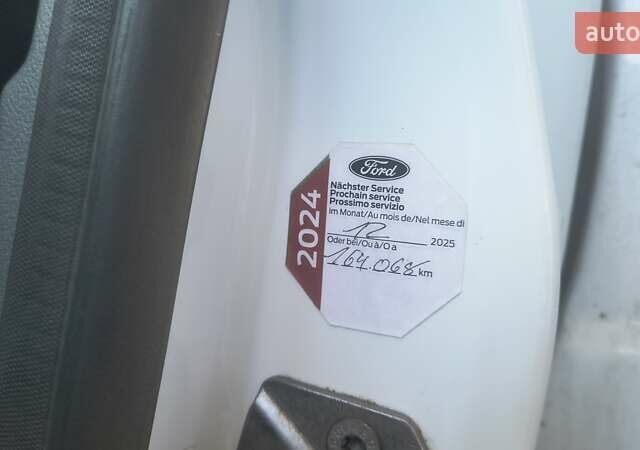 auto
Ford
Nächster Service
Prochain service
Prossimo servizio
im Monat/Au mois de/Nel mese di
12 2025
Oder bei/Ou à/O a
164.068 km
2024